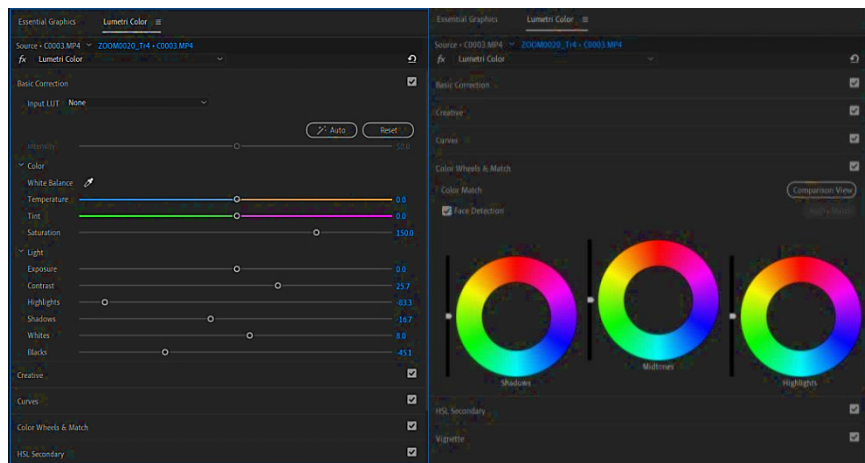 Essential Graphics Lumetri Color
Source • C0003.MP4 ZOOM0020_Tr4 • C0003.MP4
fx Lumetri Color
Basic Correction
Input LUT None
Auto Reset
Intensity 50.0
Color
White Balance
Temperature 0.0
Tint 0.0
Saturation 150.0
Light
Exposure 0.0
Contrast 25.7
Highlights -83.3
Shadows -16.7
Whites 8.0
Blacks -45.1
Creative
Curves
Color Wheels & Match
HSL Secondary
Essential Graphics Lumetri Color
Source • C0003.MP4 ZOOM0020_Tr4 • C0003.MP4
fx Lumetri Color
Basic Correction
Creative
Curves
Color Wheels & Match
Color Match Comparison View
Face Detection Apply Match
Shadows
Midtones
Highlights
HSL Secondary
Vignette